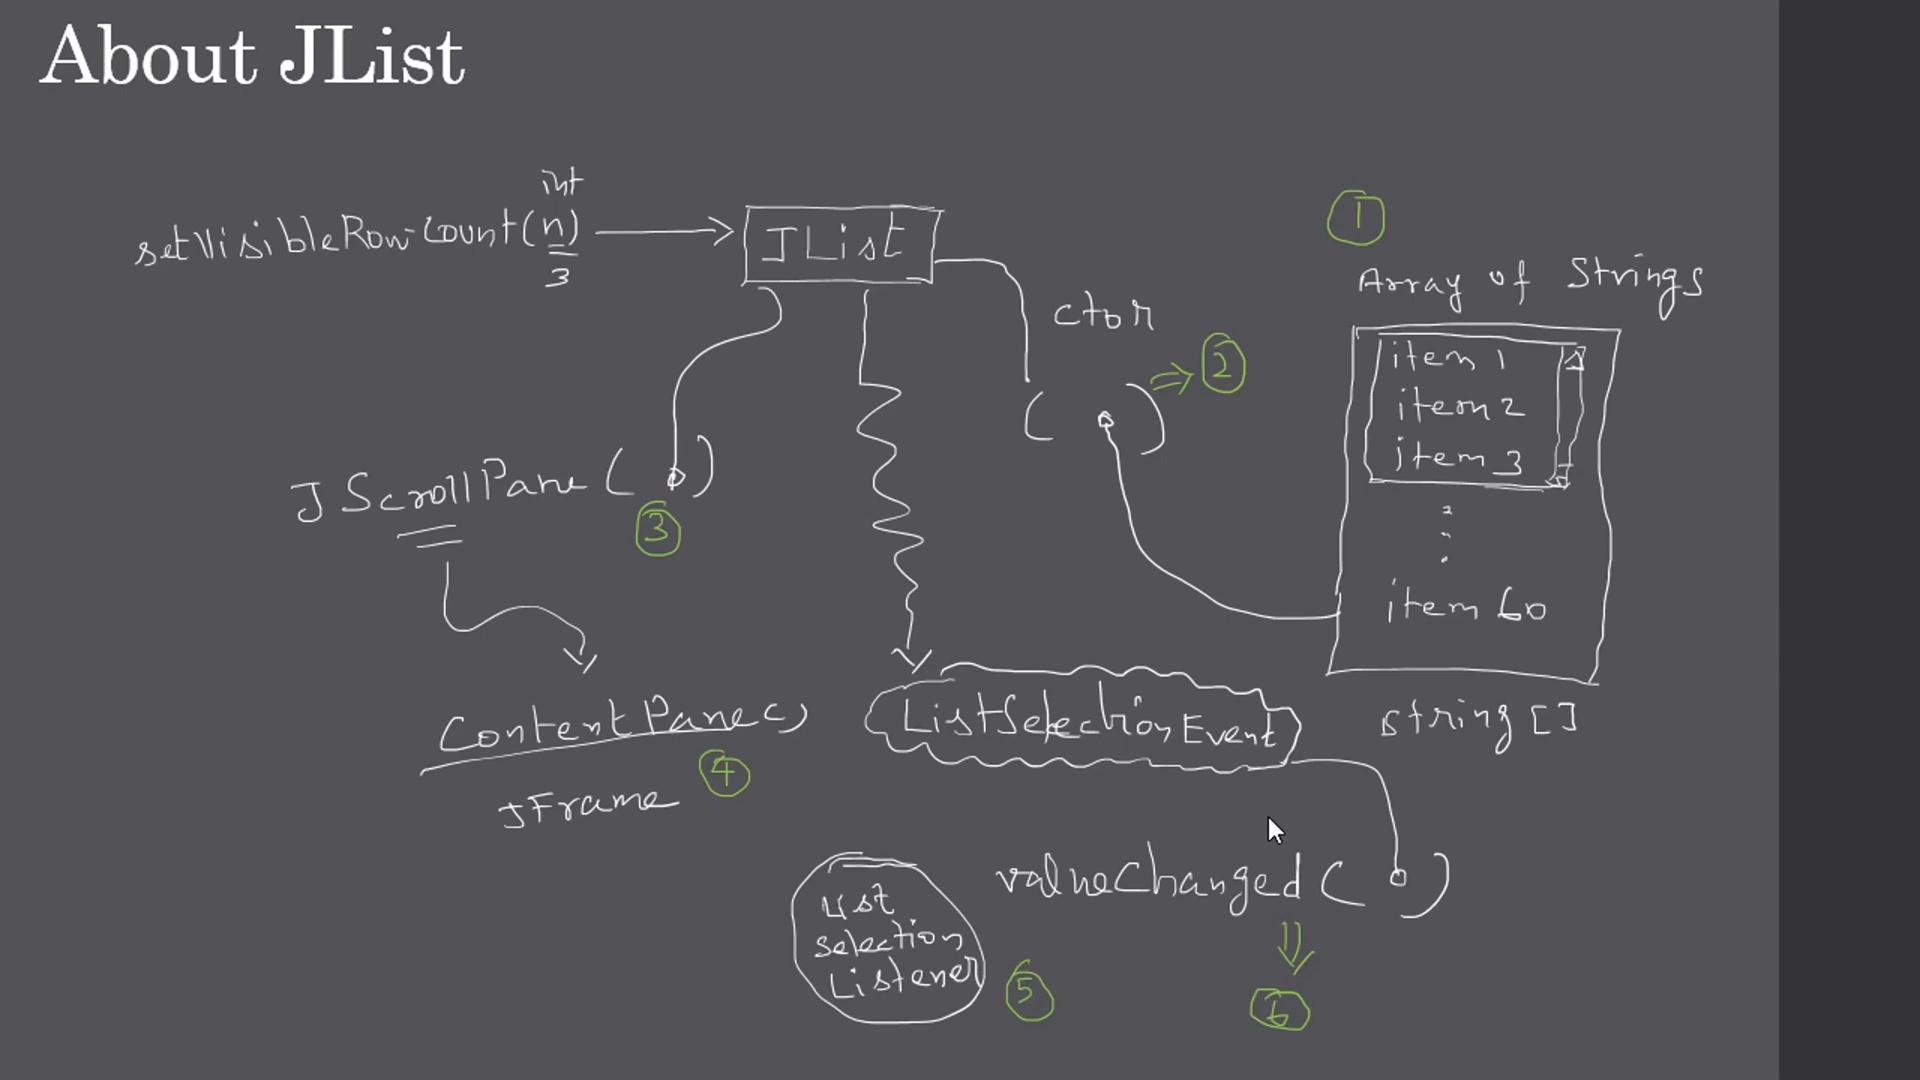 About JList
int
setVisibleRowCount(n)
3
JList
1
Array of Strings
ctor
( )
2
item 1
item 2
item 3
item 60
string []
JScrollPane ( )
3
ContentPane()
4
JFrame
ListSelectionEvent
valueChanged ( )
List
Selection
Listener
5
6